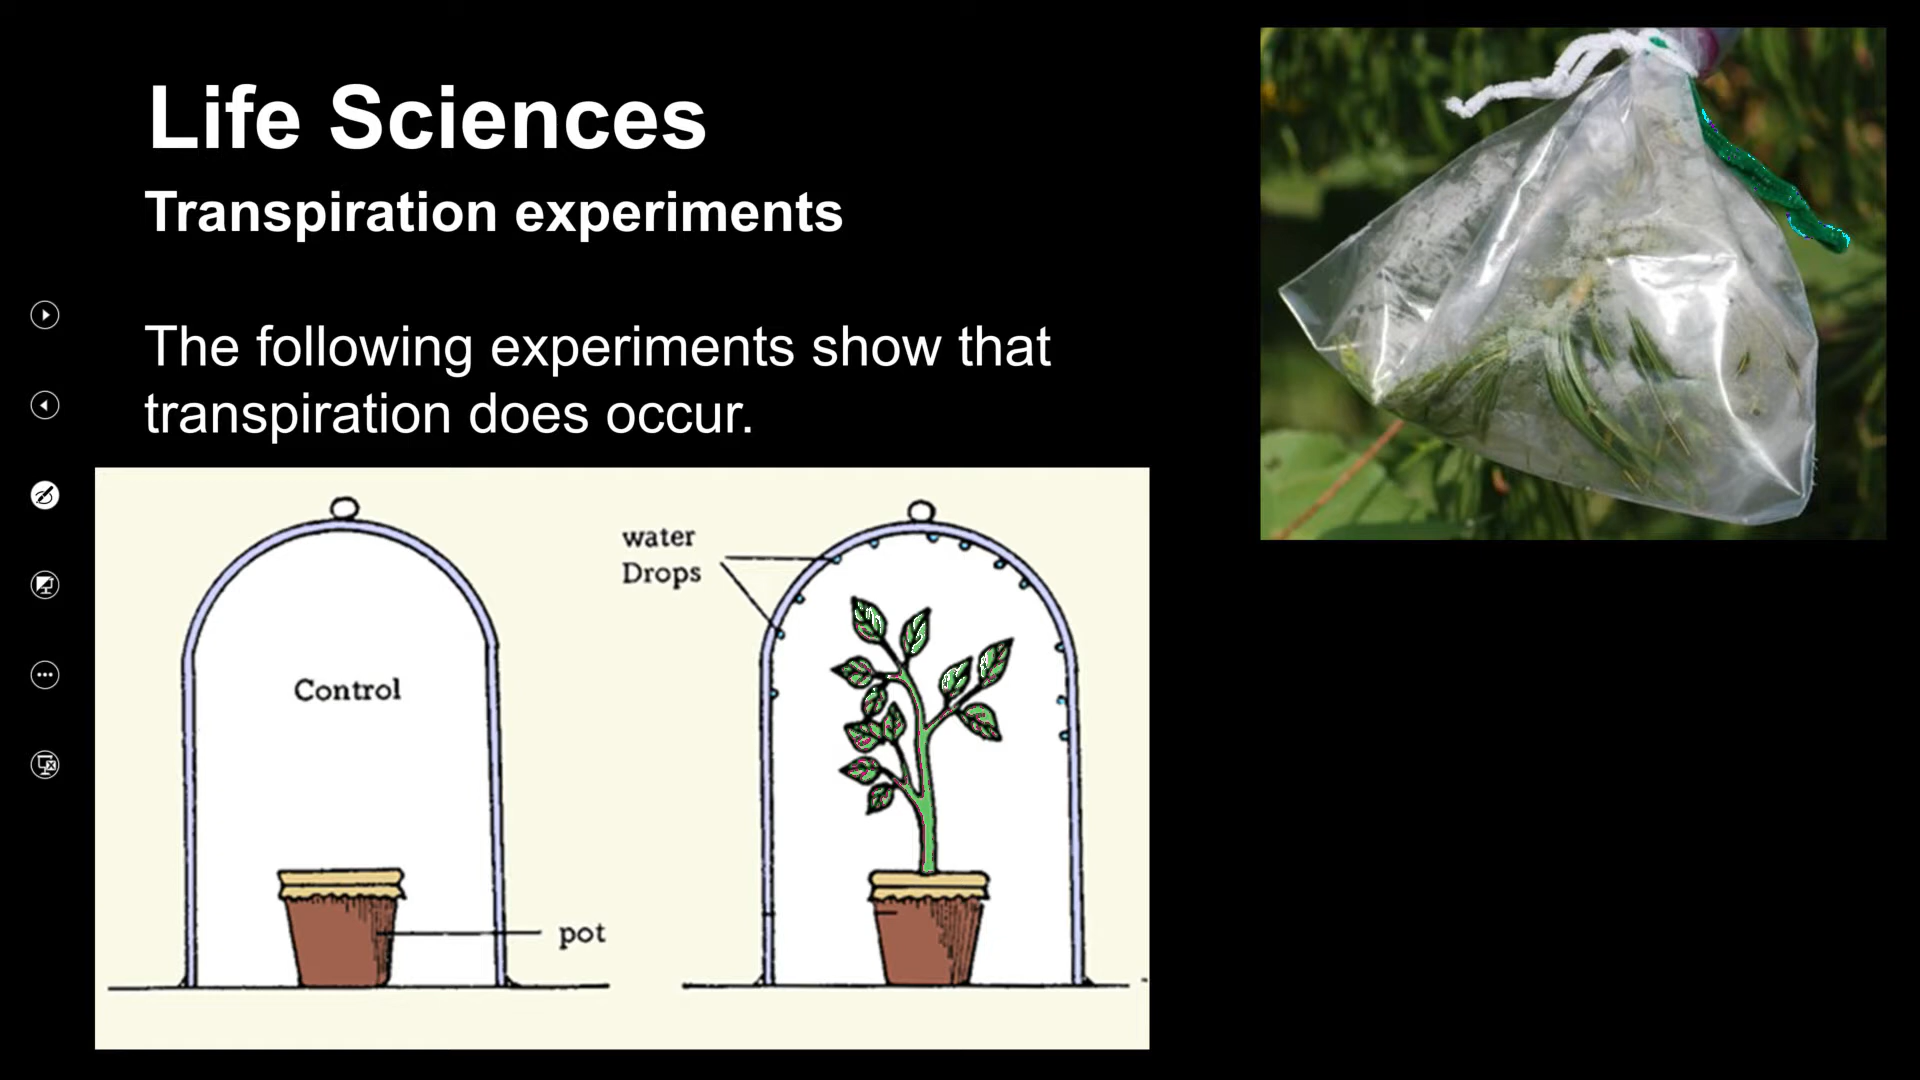 Life Sciences
Transpiration experiments
The following experiments show that
transpiration does occur.
water
Drops
Control
pot